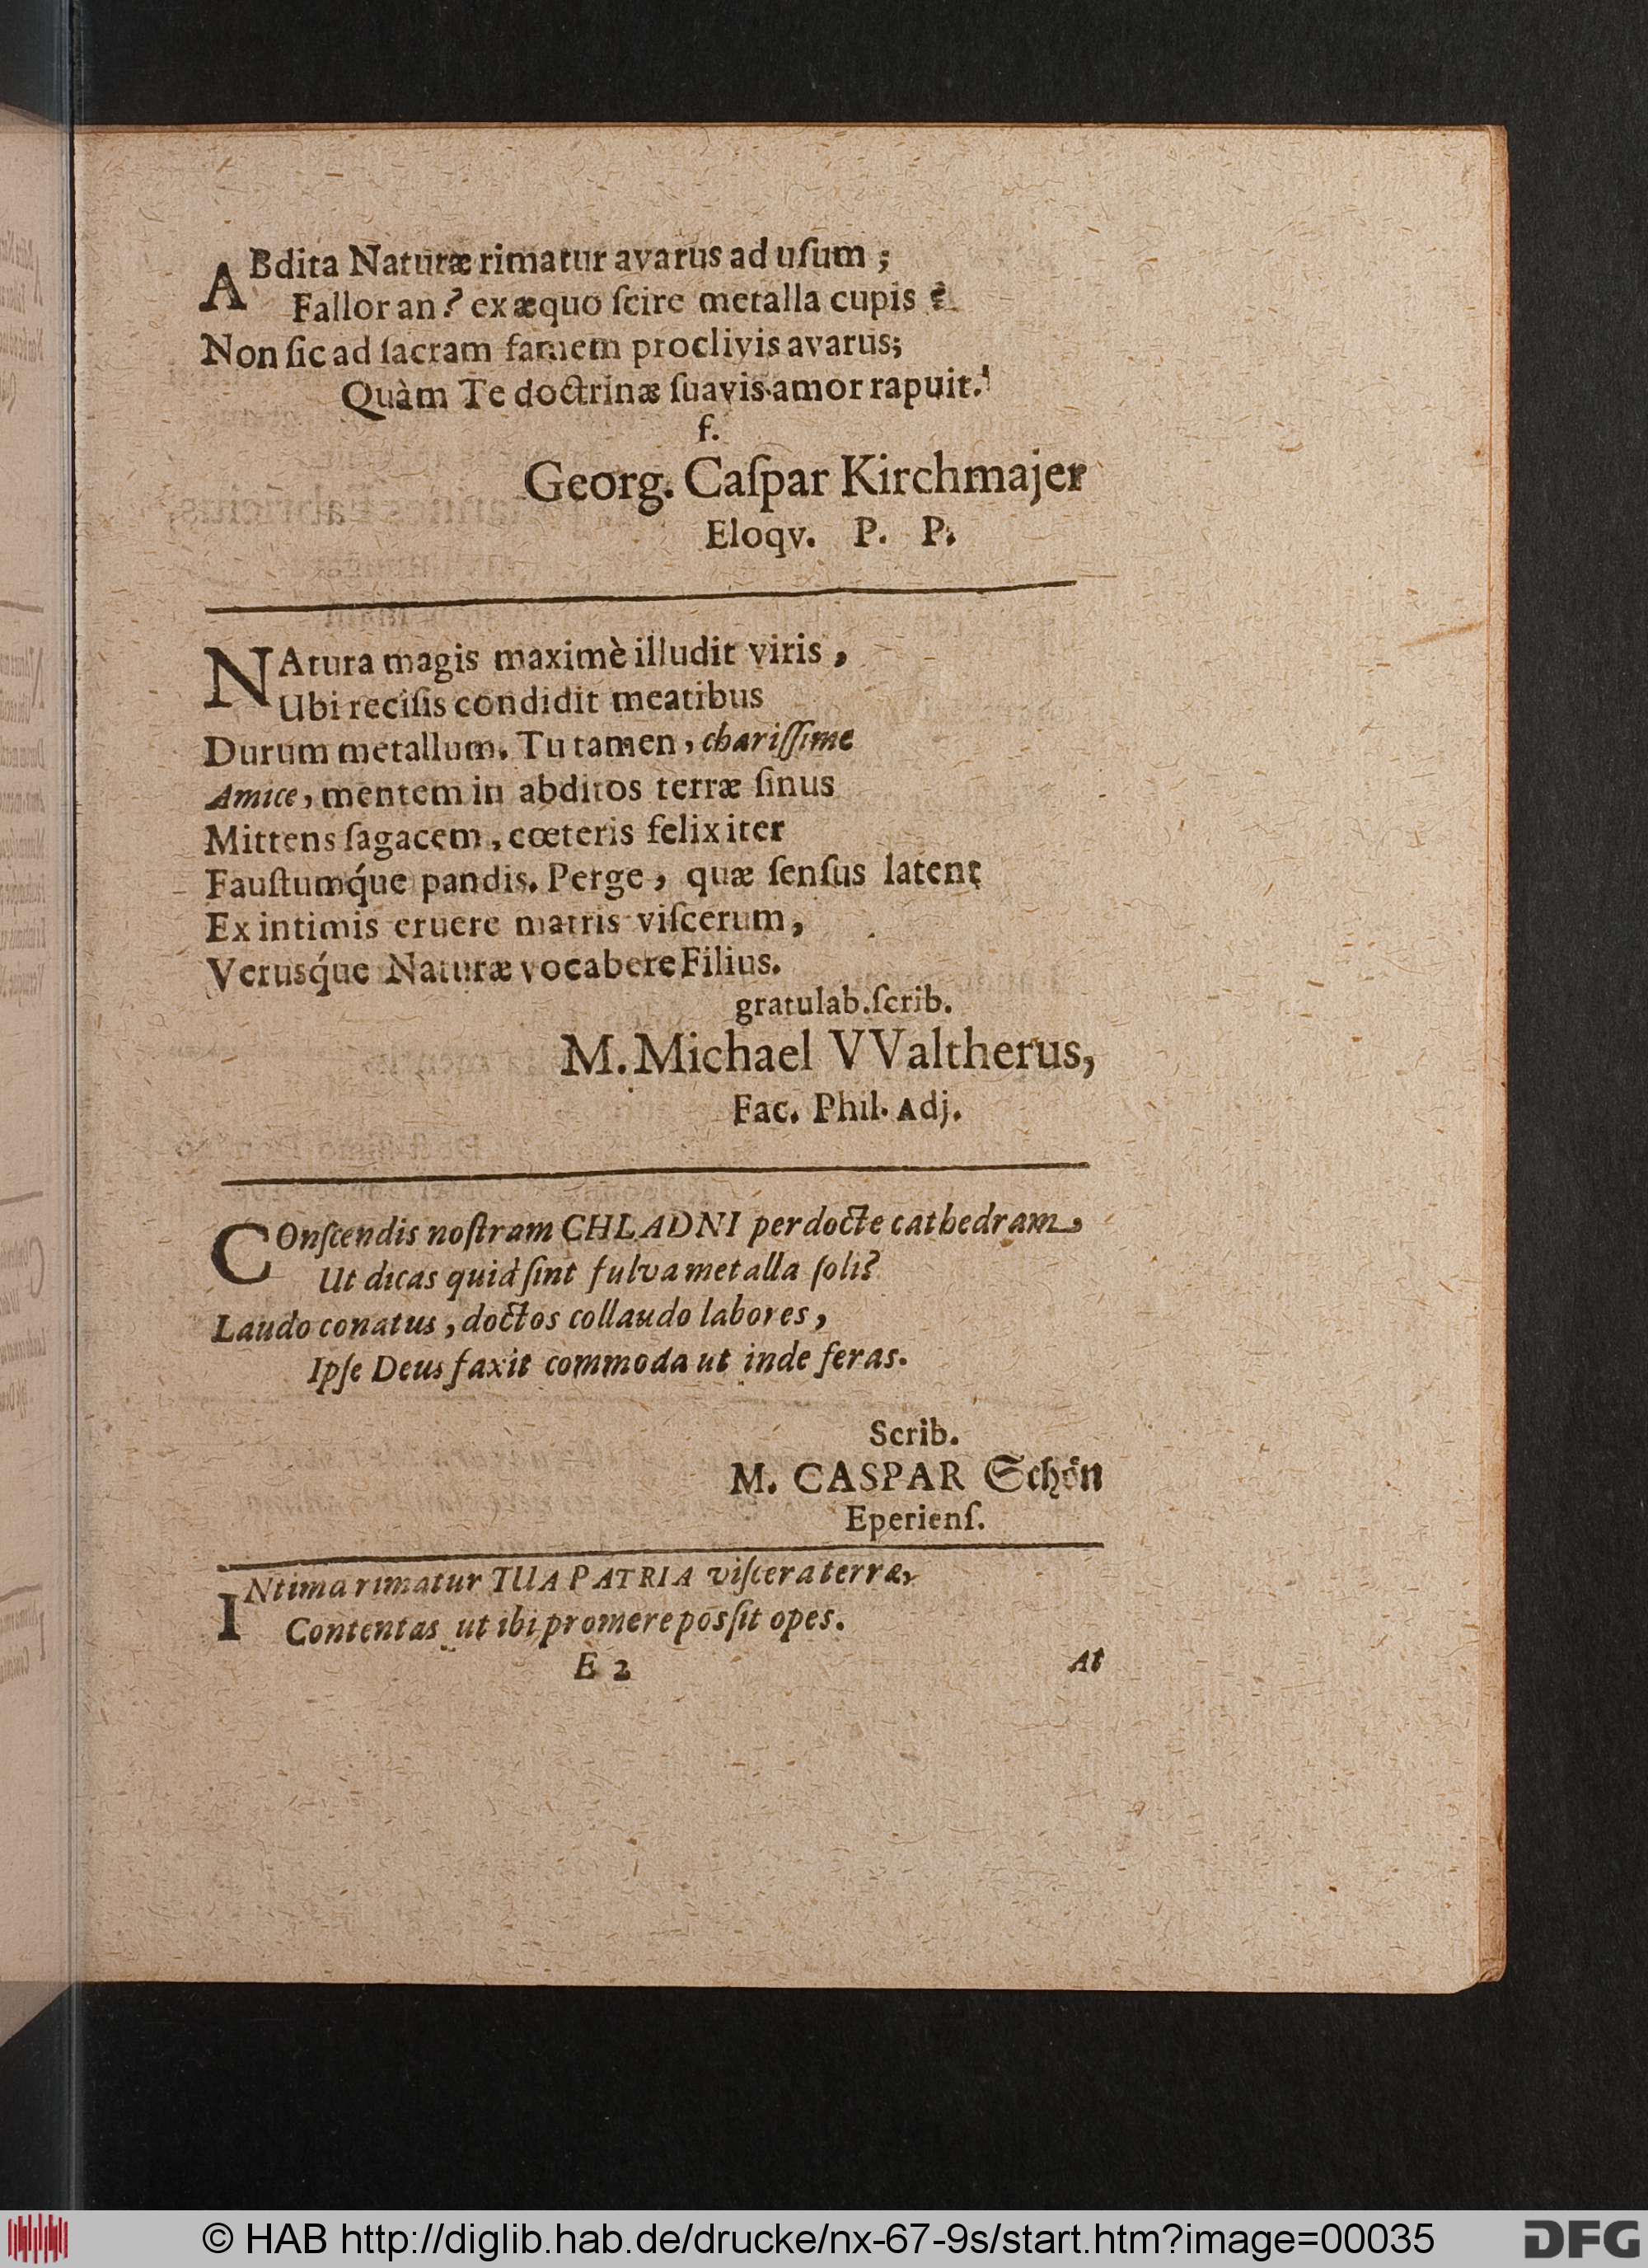 ABdita Naturæ rimatur avarus ad uſum;
Fallor an? ex æquo ſcire metalla cupis?
Non ſic ad ſacram famem proclivis avarus;
Quàm Te doctrinæ ſuavis amor rapuit.
f.
Georg. Caſpar Kirchmajer
Eloqv. P. P.
NAtura magis maximè illudit viris,
Ubi reciſis condidit meatibus
Durum metallum. Tu tamen, chariſſime
Amice, mentem in abditos terræ ſinus
Mittens ſagacem, cœteris felix iter
Fauſtumq́ue pandis. Perge, quæ ſenſus latent
Ex intimis eruere matris viſcerum,
Verusq́ue Naturæ vocabere Filius.
gratulab. ſcrib.
M. Michael VValtherus,
Fac. Phil. Adj.
COnſcendis noſtram CHLADNI perdocte cathedram,
Ut dicas quid ſint fulva metalla ſoli?
Laudo conatus, doctos collaudo labores,
Ipſe Deus faxit commoda ut inde feras.
Scrib.
M. CASPAR Schön
Eperienſ.
INtima rimatur TUA PATRIA viſcera terræ,
Contentas ut ibi promere posſit opes.
E 2 At
© HAB http://diglib.hab.de/drucke/nx-67-9s/start.htm?image=00035
DFG